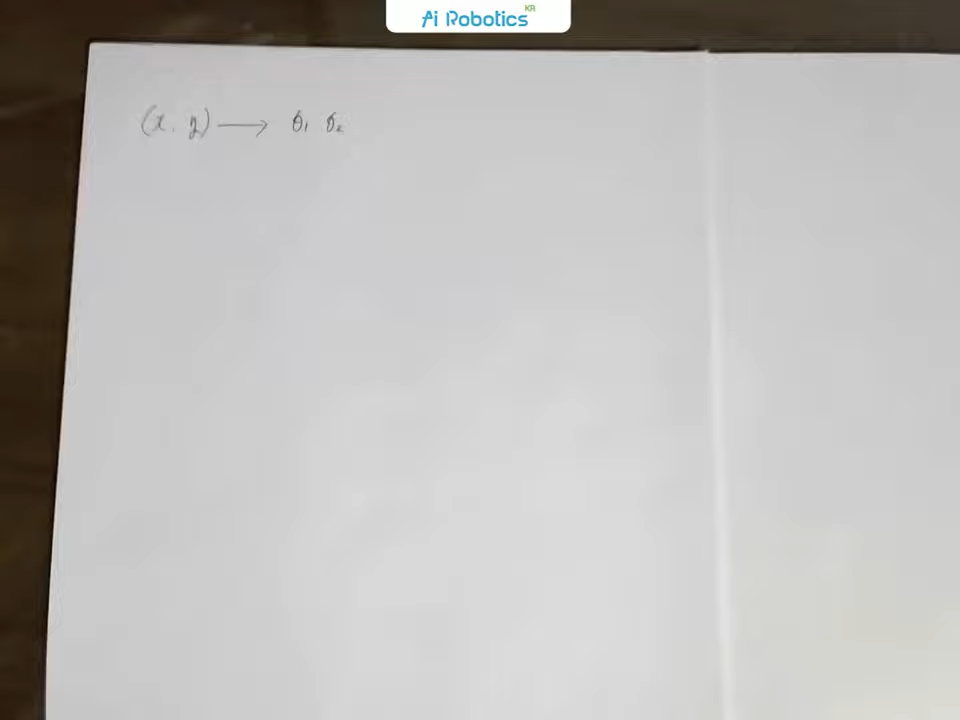 Ai Robotics KR
(x, y) ⟶ θ₁ θ₂